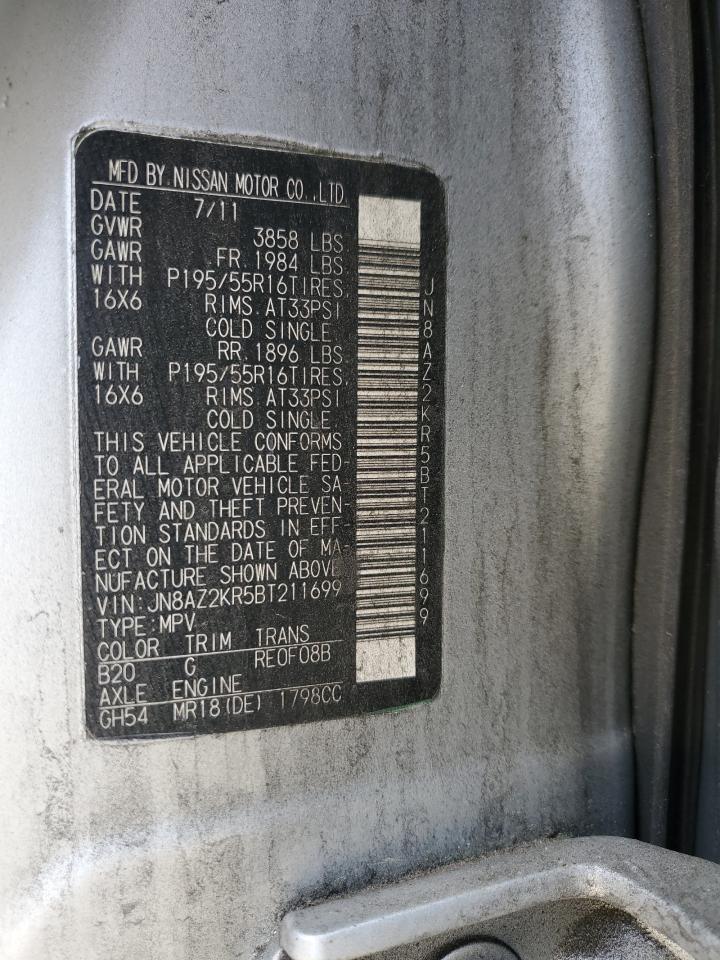 MFD BY NISSAN MOTOR CO.,LTD.
DATE 7/11
GVWR 3858 LBS.
GAWR FR. 1984 LBS.
WITH P195/55R16TIRES,
16X6 RIMS AT33PSI
COLD SINGLE
GAWR RR. 1896 LBS.
WITH P195/55R16TIRES,
16X6 RIMS AT33PSI
COLD SINGLE
THIS VEHICLE CONFORMS
TO ALL APPLICABLE FED-
ERAL MOTOR VEHICLE SA-
FETY AND THEFT PREVEN-
TION STANDARDS IN EFF-
ECT ON THE DATE OF MA-
NUFACTURE SHOWN ABOVE.
VIN:JN8AZ2KR5BT211699
TYPE:MPV
COLOR TRIM TRANS
B20 G RE0F08B
AXLE ENGINE
GH54 MR18(DE) 1798CC
JN8AZ2KR5BT211699